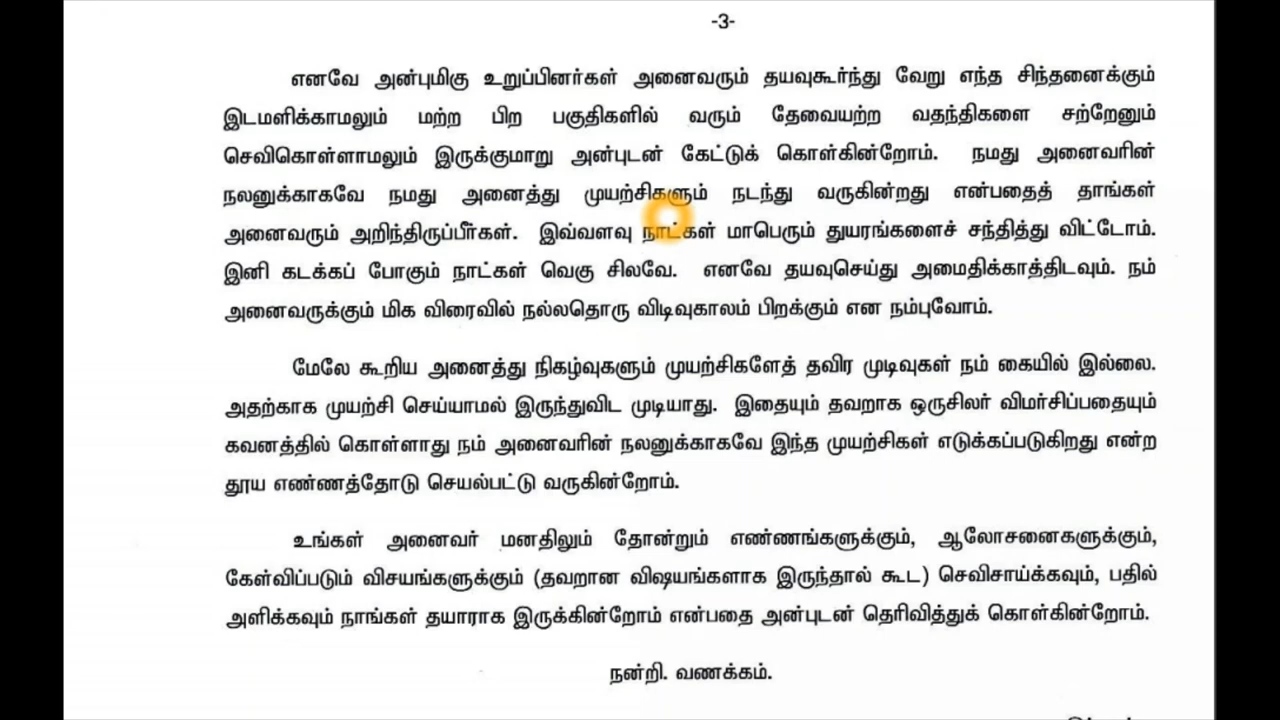 -3-
எனவே அன்புமிகு உறுப்பினர்கள் அனைவரும் தயவுகூர்ந்து வேறு எந்த சிந்தனைக்கும்
இடமளிக்காமலும் மற்ற பிற பகுதிகளில் வரும் தேவையற்ற வதந்திகளை சற்றேனும்
செவிகொள்ளாமலும் இருக்குமாறு அன்புடன் கேட்டுக் கொள்கின்றோம். நமது அனைவரின்
நலனுக்காகவே நமது அனைத்து முயற்சிகளும் நடந்து வருகின்றது என்பதைத் தாங்கள்
அனைவரும் அறிந்திருப்பீர்கள். இவ்வளவு நாட்கள் மாபெரும் துயரங்களைச் சந்தித்து விட்டோம்.
இனி கடக்கப் போகும் நாட்கள் வெகு சிலவே. எனவே தயவுசெய்து அமைதிக்காத்திடவும். நம்
அனைவருக்கும் மிக விரைவில் நல்லதொரு விடிவுகாலம் பிறக்கும் என நம்புவோம்.
மேலே கூறிய அனைத்து நிகழ்வுகளும் முயற்சிகளேத் தவிர முடிவுகள் நம் கையில் இல்லை.
அதற்காக முயற்சி செய்யாமல் இருந்துவிட முடியாது. இதையும் தவறாக ஒருசிலர் விமர்சிப்பதையும்
கவனத்தில் கொள்ளாது நம் அனைவரின் நலனுக்காகவே இந்த முயற்சிகள் எடுக்கப்படுகிறது என்ற
தூய எண்ணத்தோடு செயல்பட்டு வருகின்றோம்.
உங்கள் அனைவர் மனதிலும் தோன்றும் எண்ணங்களுக்கும், ஆலோசனைகளுக்கும்,
கேள்விப்படும் விசயங்களுக்கும் (தவறான விஷயங்களாக இருந்தால் கூட) செவிசாய்க்கவும், பதில்
அளிக்கவும் நாங்கள் தயாராக இருக்கின்றோம் என்பதை அன்புடன் தெரிவித்துக் கொள்கின்றோம்.
நன்றி. வணக்கம்.